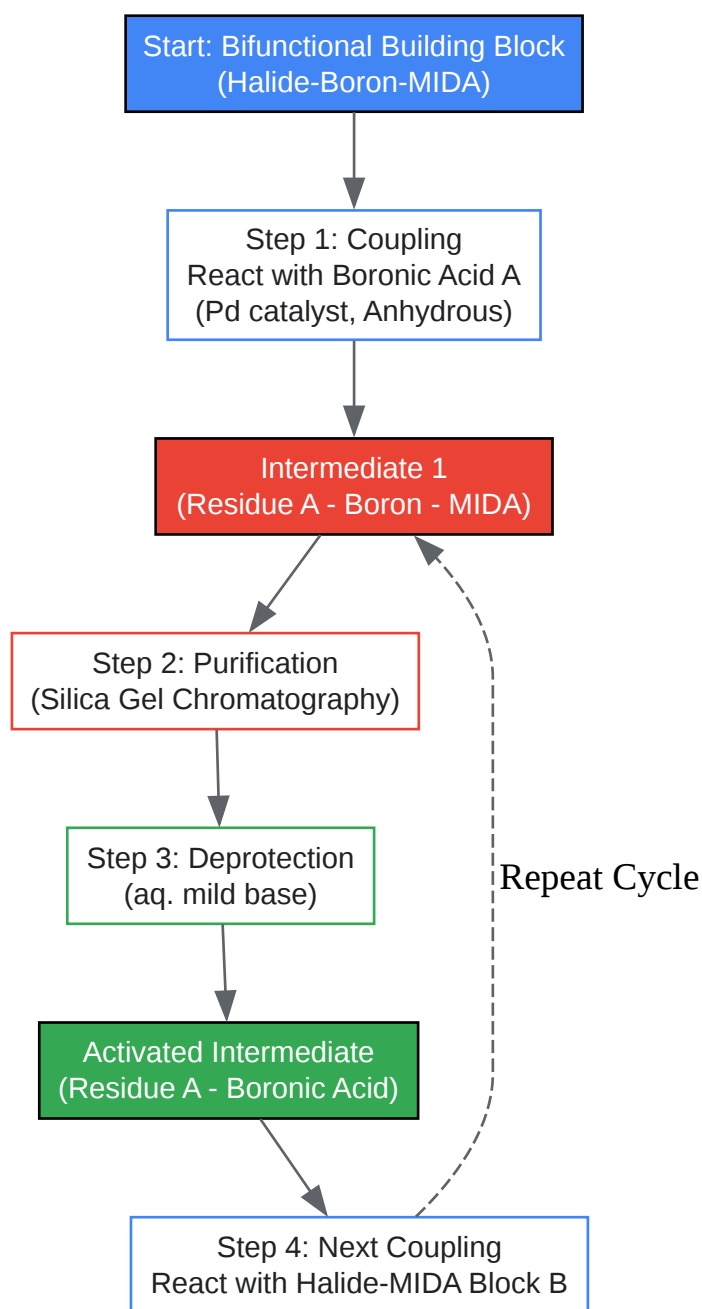 Start: Bifunctional Building Block
(Halide-Boron-MIDA)
Step 1: Coupling
React with Boronic Acid A
(Pd catalyst, Anhydrous)
Intermediate 1
(Residue A - Boron - MIDA)
Step 2: Purification
(Silica Gel Chromatography)
Step 3: Deprotection
(aq. mild base)
Repeat Cycle
Activated Intermediate
(Residue A - Boronic Acid)
Step 4: Next Coupling
React with Halide-MIDA Block B